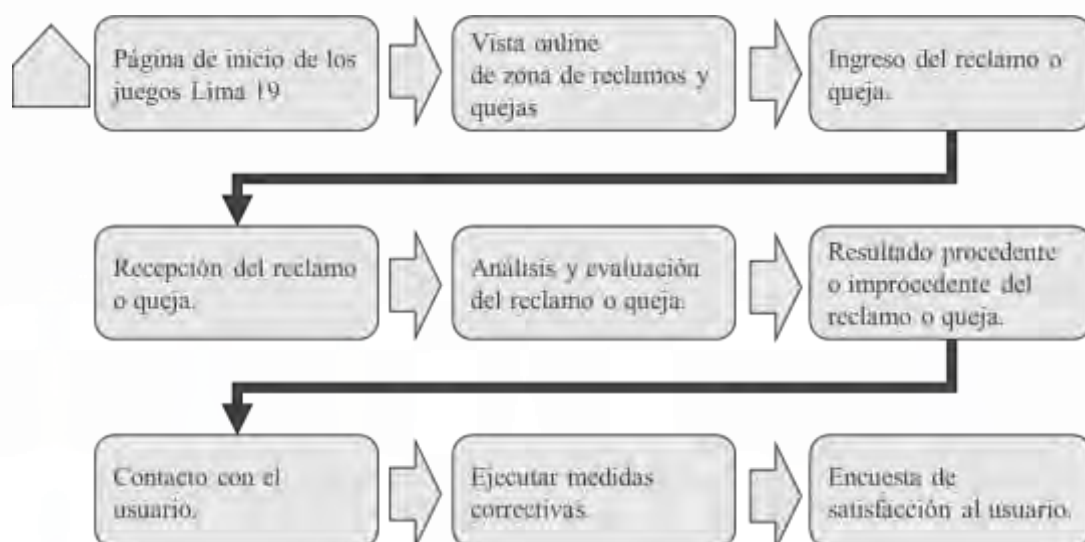 Página de inicio de los
juegos Lima 19
Vista online
de zona de reclamos y
quejas
Ingreso del reclamo o
queja.
Recepción del reclamo
o queja.
Análisis y evaluación
del reclamo o queja.
Resultado procedente
o improcedente del
reclamo o queja.
Contacto con el
usuario.
Ejecutar medidas
correctivas.
Encuesta de
satisfacción al usuario.